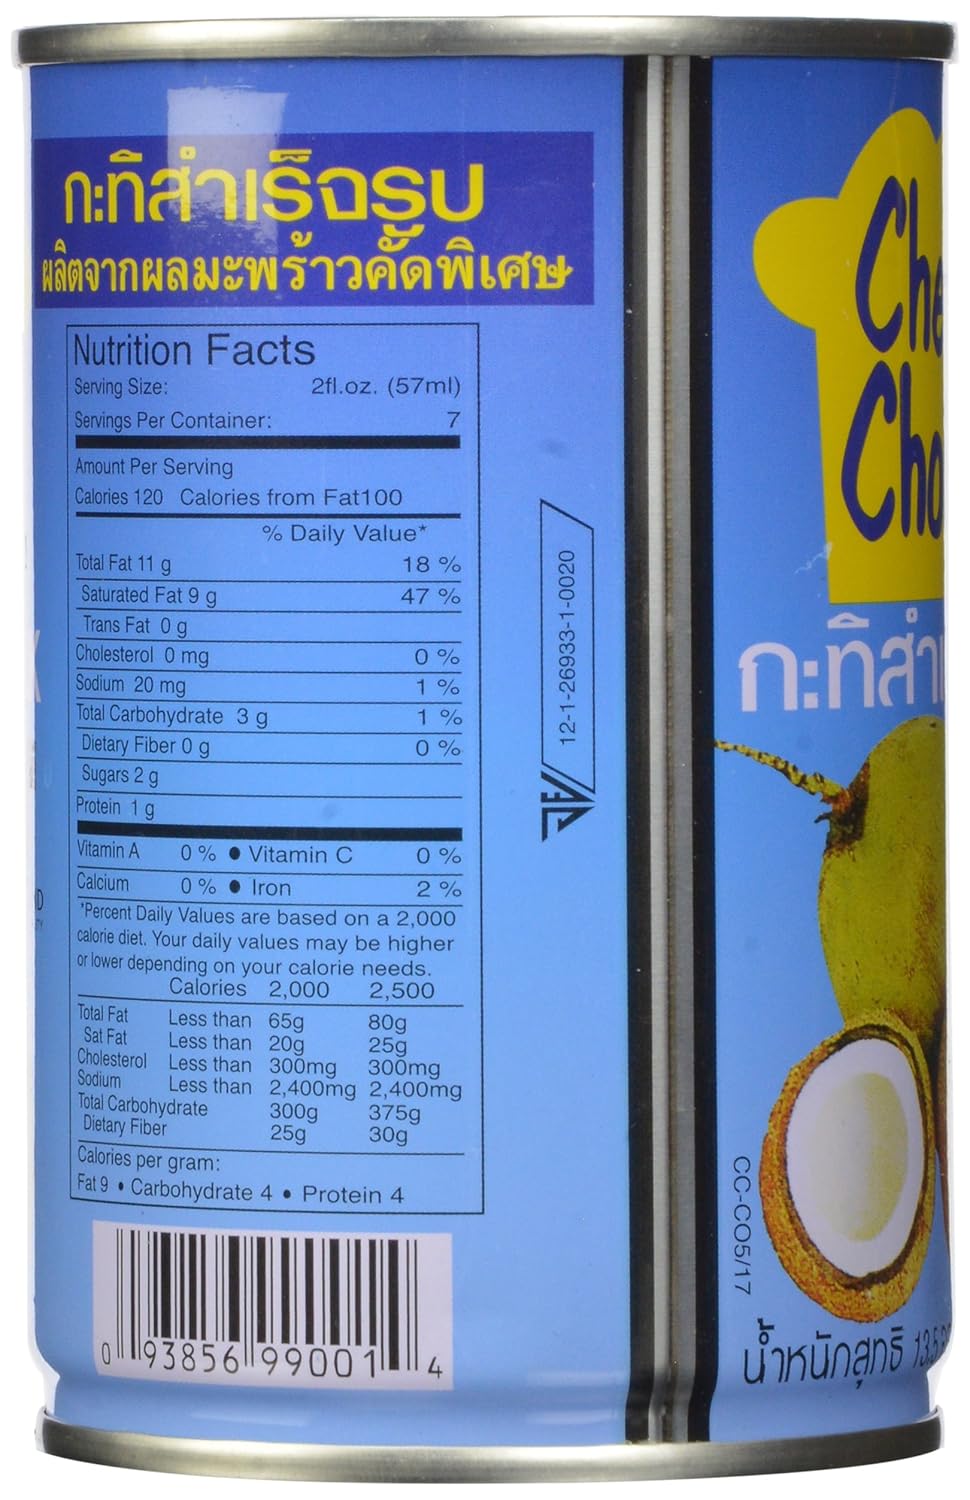 กะทิสำเร็จรูป
ผลิตจากผลมะพร้าวคัดพิเศษ
Nutrition Facts
Serving Size: 2fl.oz. (57ml)
Servings Per Container: 7
Amount Per Serving
Calories 120 Calories from Fat100
% Daily Value*
Total Fat 11 g 18 %
Saturated Fat 9 g 47 %
Trans Fat 0 g
Cholesterol 0 mg 0 %
Sodium 20 mg 1 %
Total Carbohydrate 3 g 1 %
Dietary Fiber 0 g 0 %
Sugars 2 g
Protein 1 g
Vitamin A 0 % ● Vitamin C 0 %
Calcium 0 % ● Iron 2 %
*Percent Daily Values are based on a 2,000
calorie diet. Your daily values may be higher
or lower depending on your calorie needs.
Calories 2,000 2,500
Total Fat Less than 65g 80g
Sat Fat Less than 20g 25g
Cholesterol Less than 300mg 300mg
Sodium Less than 2,400mg 2,400mg
Total Carbohydrate 300g 375g
Dietary Fiber 25g 30g
Calories per gram:
Fat 9 • Carbohydrate 4 • Protein 4
0 93856 99001 4
12-1-26933-1-0020
Che
Cho
กะทิสำ
CC-CO5/17
น้ำหนักสุทธิ 13.5